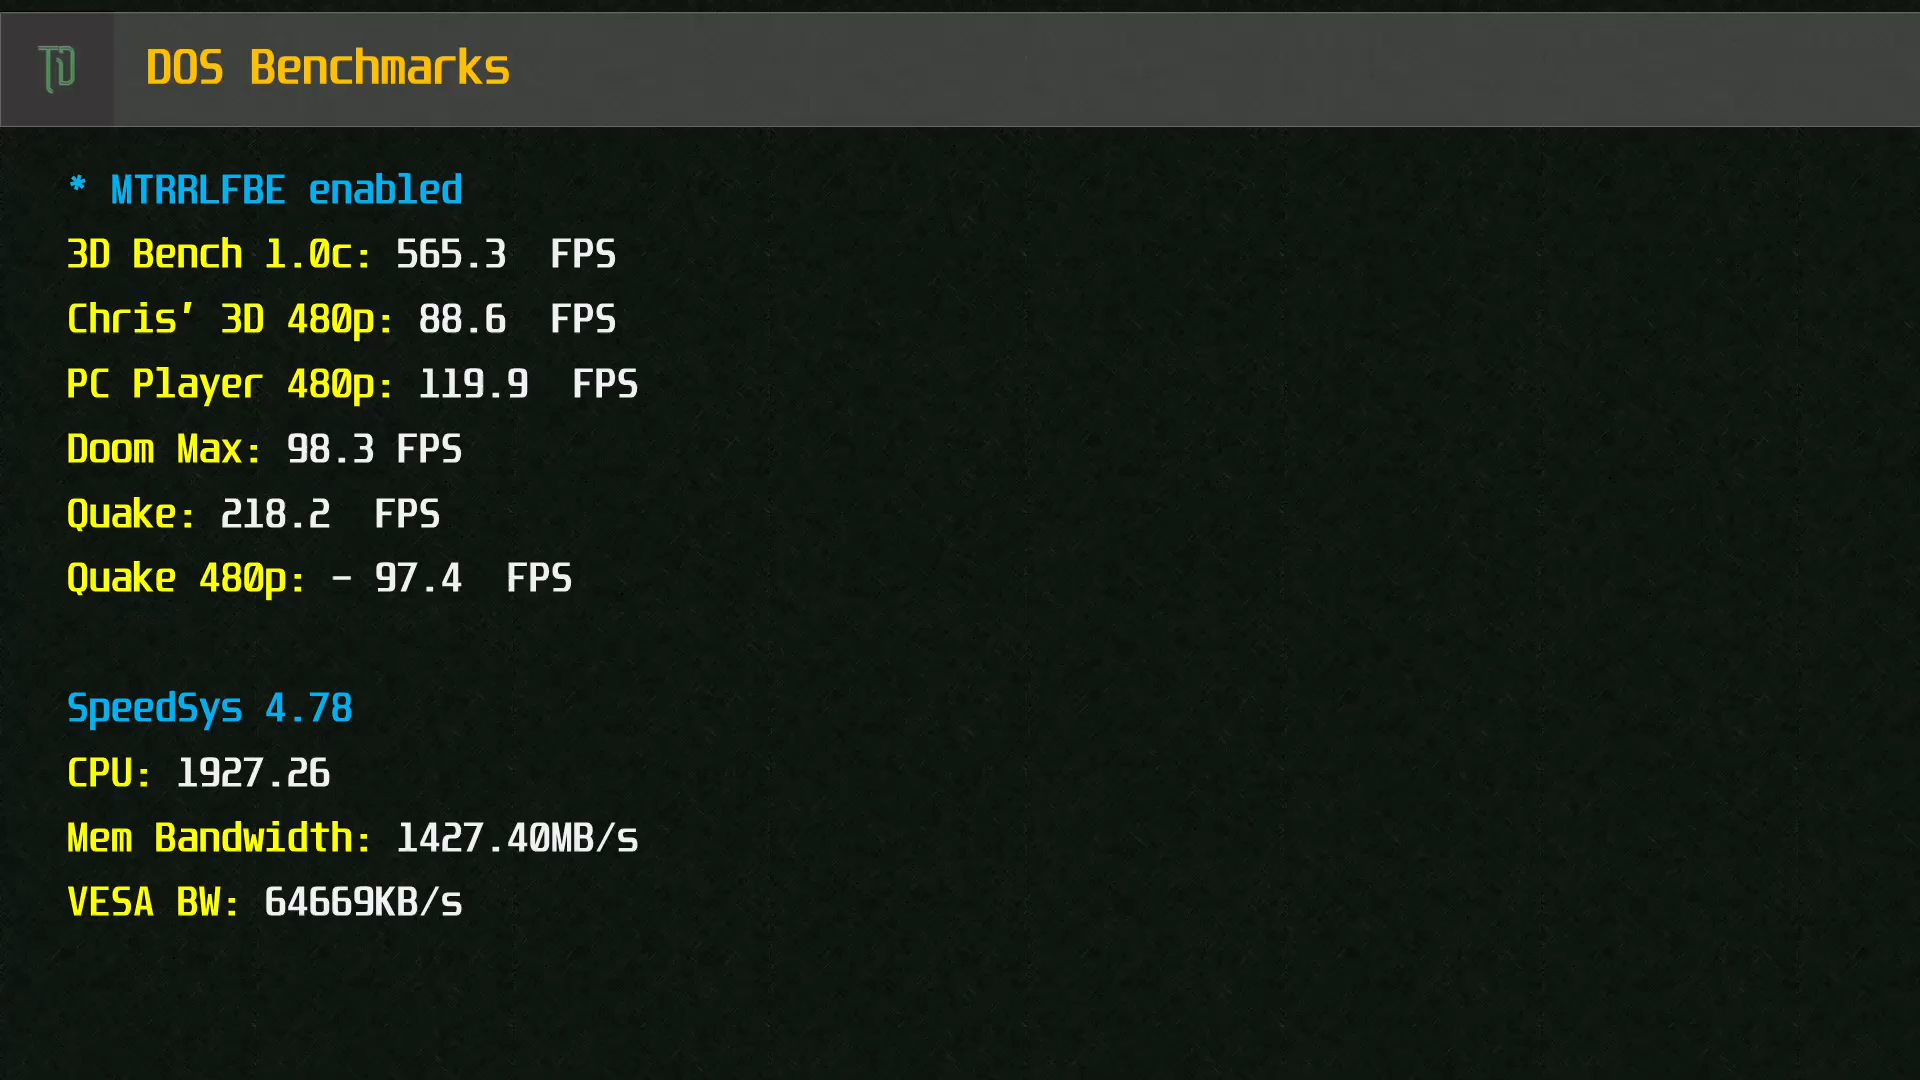 DOS Benchmarks
* MTRRLFBE enabled
3D Bench 1.0c: 565.3  FPS
Chris’ 3D 480p: 88.6  FPS
PC Player 480p: 119.9  FPS
Doom Max: 98.3 FPS
Quake: 218.2  FPS
Quake 480p: – 97.4  FPS
SpeedSys 4.78
CPU: 1927.26
Mem Bandwidth: 1427.40MB/s
VESA BW: 64669KB/s